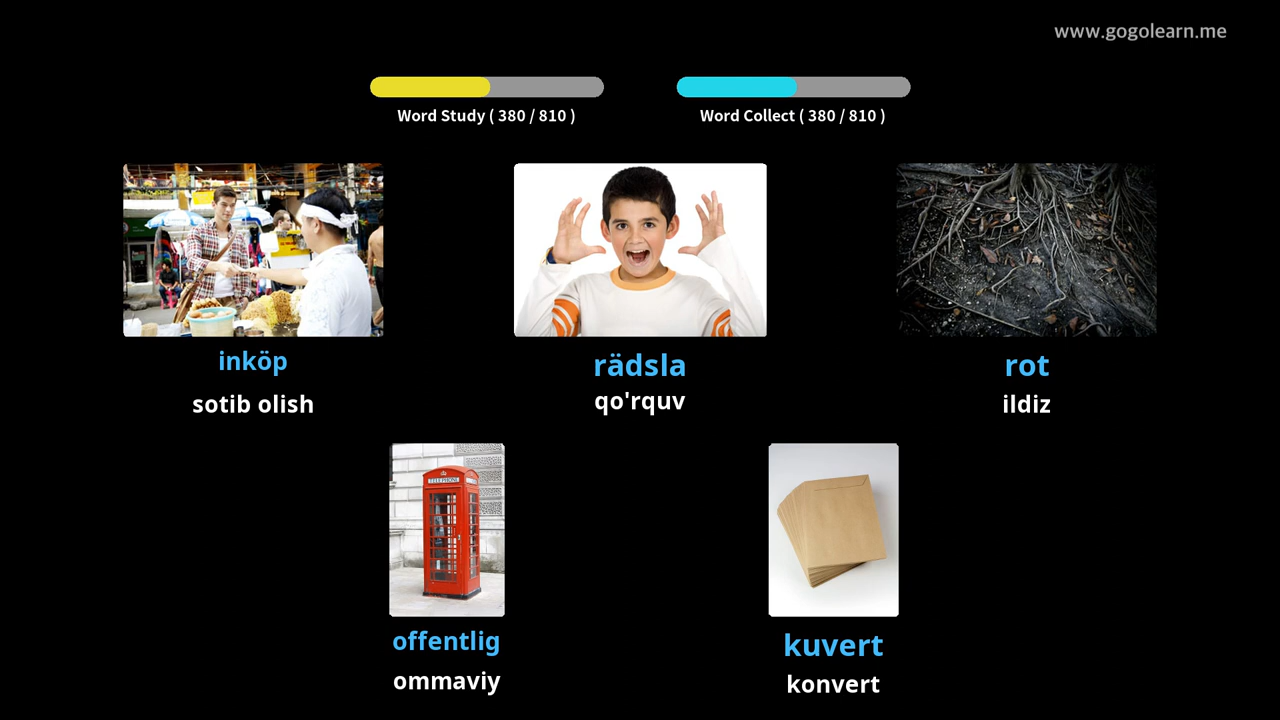 www.gogolearn.me
Word Study ( 380 / 810 )
Word Collect ( 380 / 810 )
inköp
sotib olish
rädsla
qo'rquv
rot
ildiz
TELEPHONE
offentlig
ommaviy
kuvert
konvert